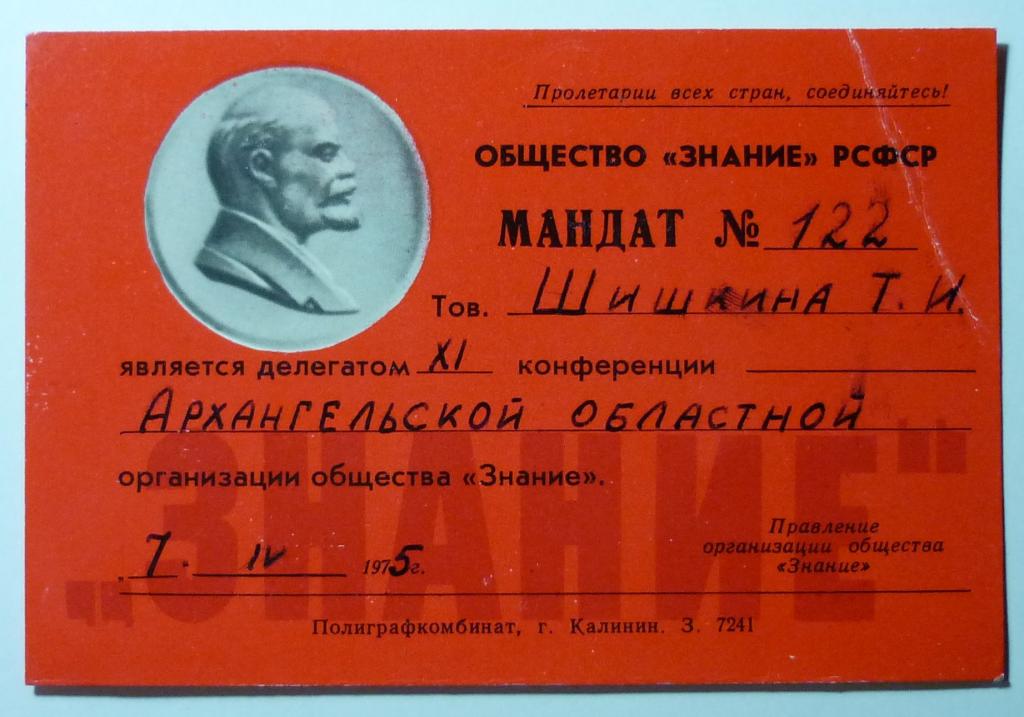 Пролетарии всех стран, соединяйтесь!
ОБЩЕСТВО «ЗНАНИЕ» РСФСР
МАНДАТ № 122
Тов. Шишкина Т. И.
является делегатом XI конференции
Архангельской областной
организации общества «Знание».
7. IV 1975г.
Правление
организации общества
«Знание»
„ЗНАНИЕ"
Полиграфкомбинат, г. Калинин. З. 7241